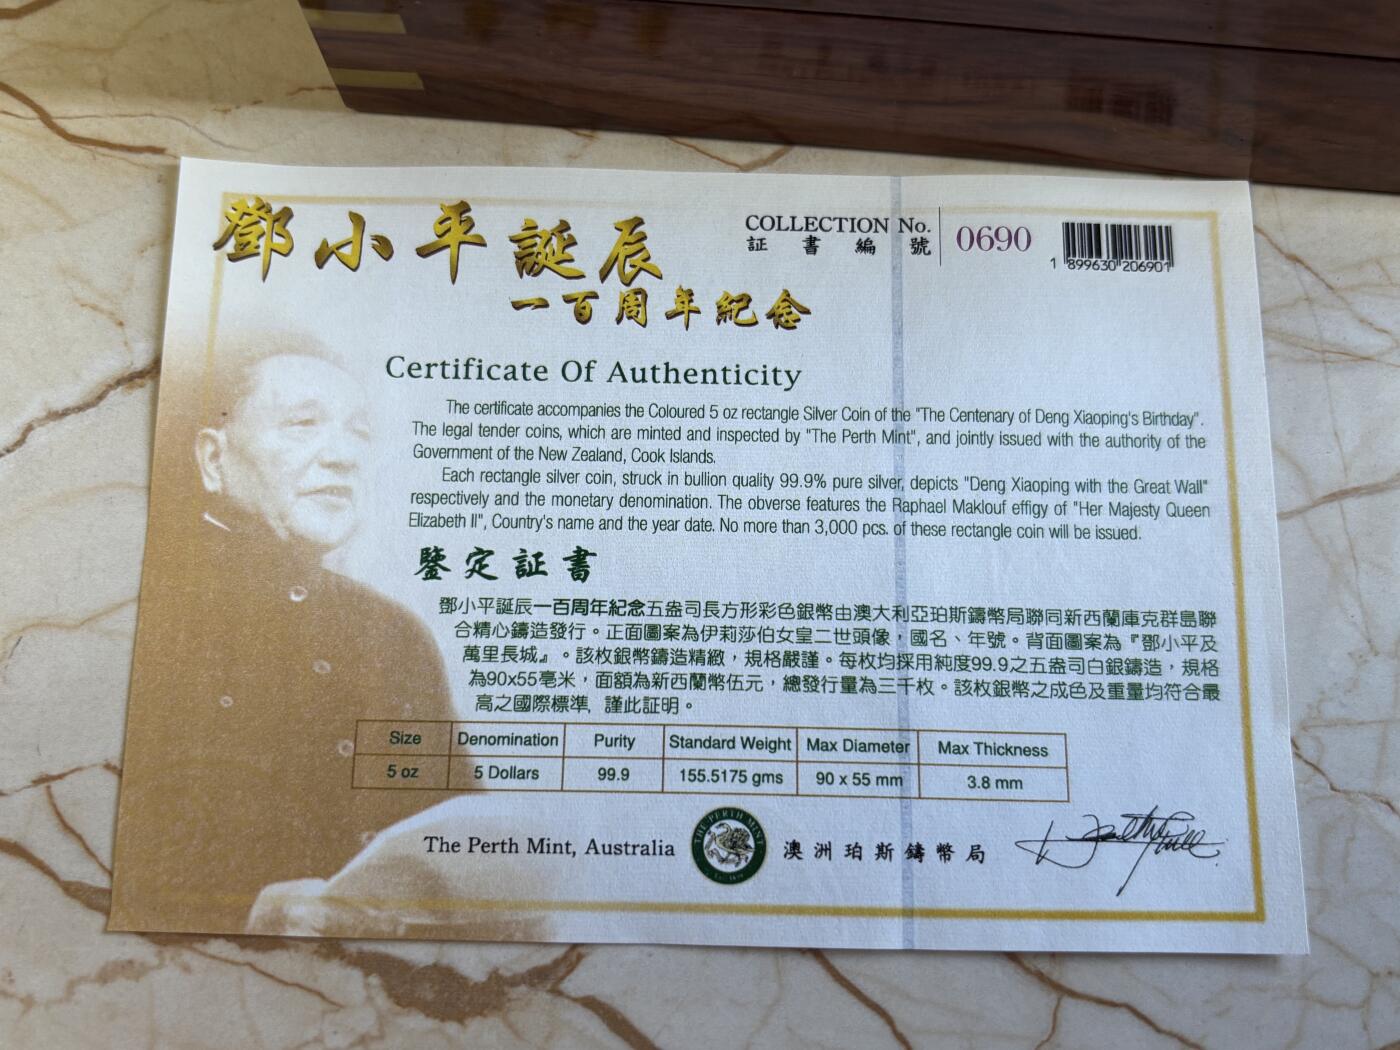 鄧小平誕辰
一百周年紀念
COLLECTION No.
証書編號
0690
1 899630 206901
Certificate Of Authenticity
The certificate accompanies the Coloured 5 oz rectangle Silver Coin of the "The Centenary of Deng Xiaoping's Birthday".
The legal tender coins, which are minted and inspected by "The Perth Mint", and jointly issued with the authority of the
Government of the New Zealand, Cook Islands.
Each rectangle silver coin, struck in bullion quality 99.9% pure silver, depicts "Deng Xiaoping with the Great Wall"
respectively and the monetary denomination. The obverse features the Raphael Maklouf effigy of "Her Majesty Queen
Elizabeth II", Country's name and the year date. No more than 3,000 pcs. of these rectangle coin will be issued.
鑒定証書
鄧小平誕辰一百周年紀念五盎司長方形彩色銀幣由澳大利亞珀斯鑄幣局聯同新西蘭庫克群島聯
合精心鑄造發行。正面圖案為伊莉莎伯女皇二世頭像，國名、年號。背面圖案為『鄧小平及
萬里長城』。該枚銀幣鑄造精緻，規格嚴謹。每枚均採用純度99.9之五盎司白銀鑄造，規格
為90x55亳米，面額為新西蘭幣伍元，總發行量為三千枚。該枚銀幣之成色及重量均符合最
高之國際標準，謹此証明。
Size Denomination Purity Standard Weight Max Diameter Max Thickness
5 oz 5 Dollars 99.9 155.5175 gms 90 x 55 mm 3.8 mm
The Perth Mint, Australia
THE PERTH MINT
澳洲珀斯鑄幣局